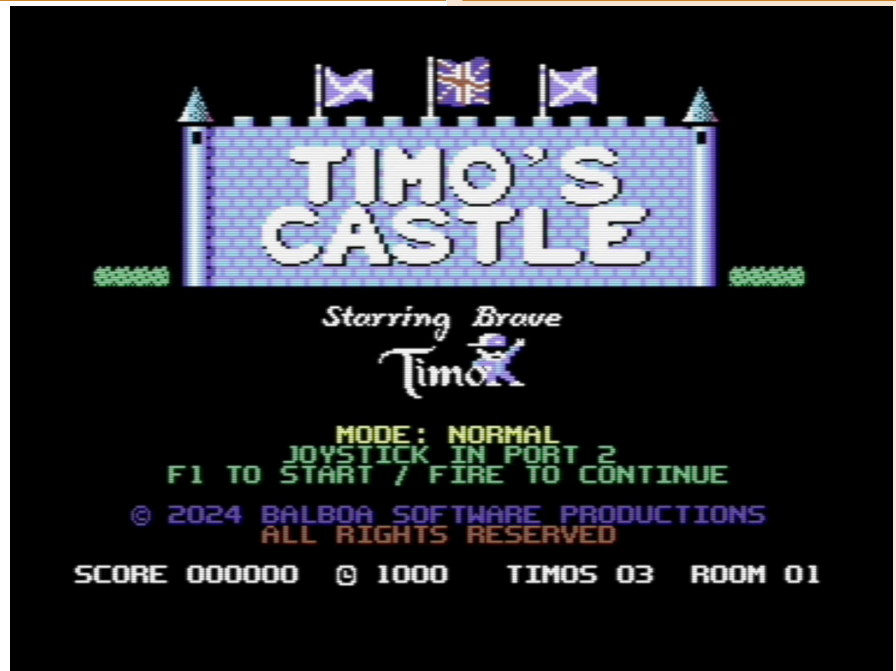 TIMO'S
CASTLE
Starring Brave
Timo
MODE: NORMAL
JOYSTICK IN PORT 2
F1 TO START / FIRE TO CONTINUE
© 2024 BALBOA SOFTWARE PRODUCTIONS
ALL RIGHTS RESERVED
SCORE 000000 1000 TIMOS 03 ROOM 01